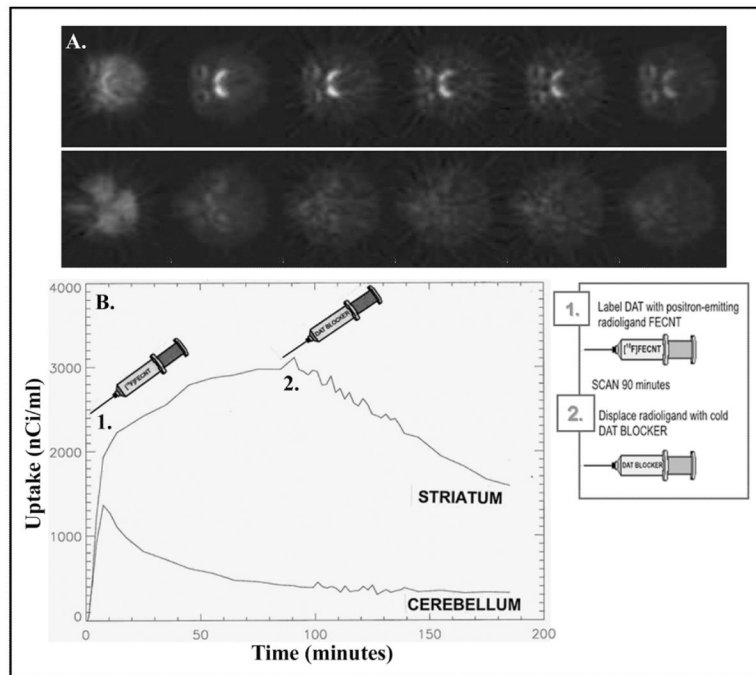 A.
B.
4000
3000
2000
1000
0
Uptake (nCi/ml)
[¹⁸F]FECNT
1.
DAT BLOCKER
2.
STRIATUM
CEREBELLUM
0
50
100
150
200
Time (minutes)
1.
Label DAT with positron-emitting
radioligand FECNT
[¹⁸F]FECNT
SCAN 90 minutes
2.
Displace radioligand with cold
DAT BLOCKER
DAT BLOCKER